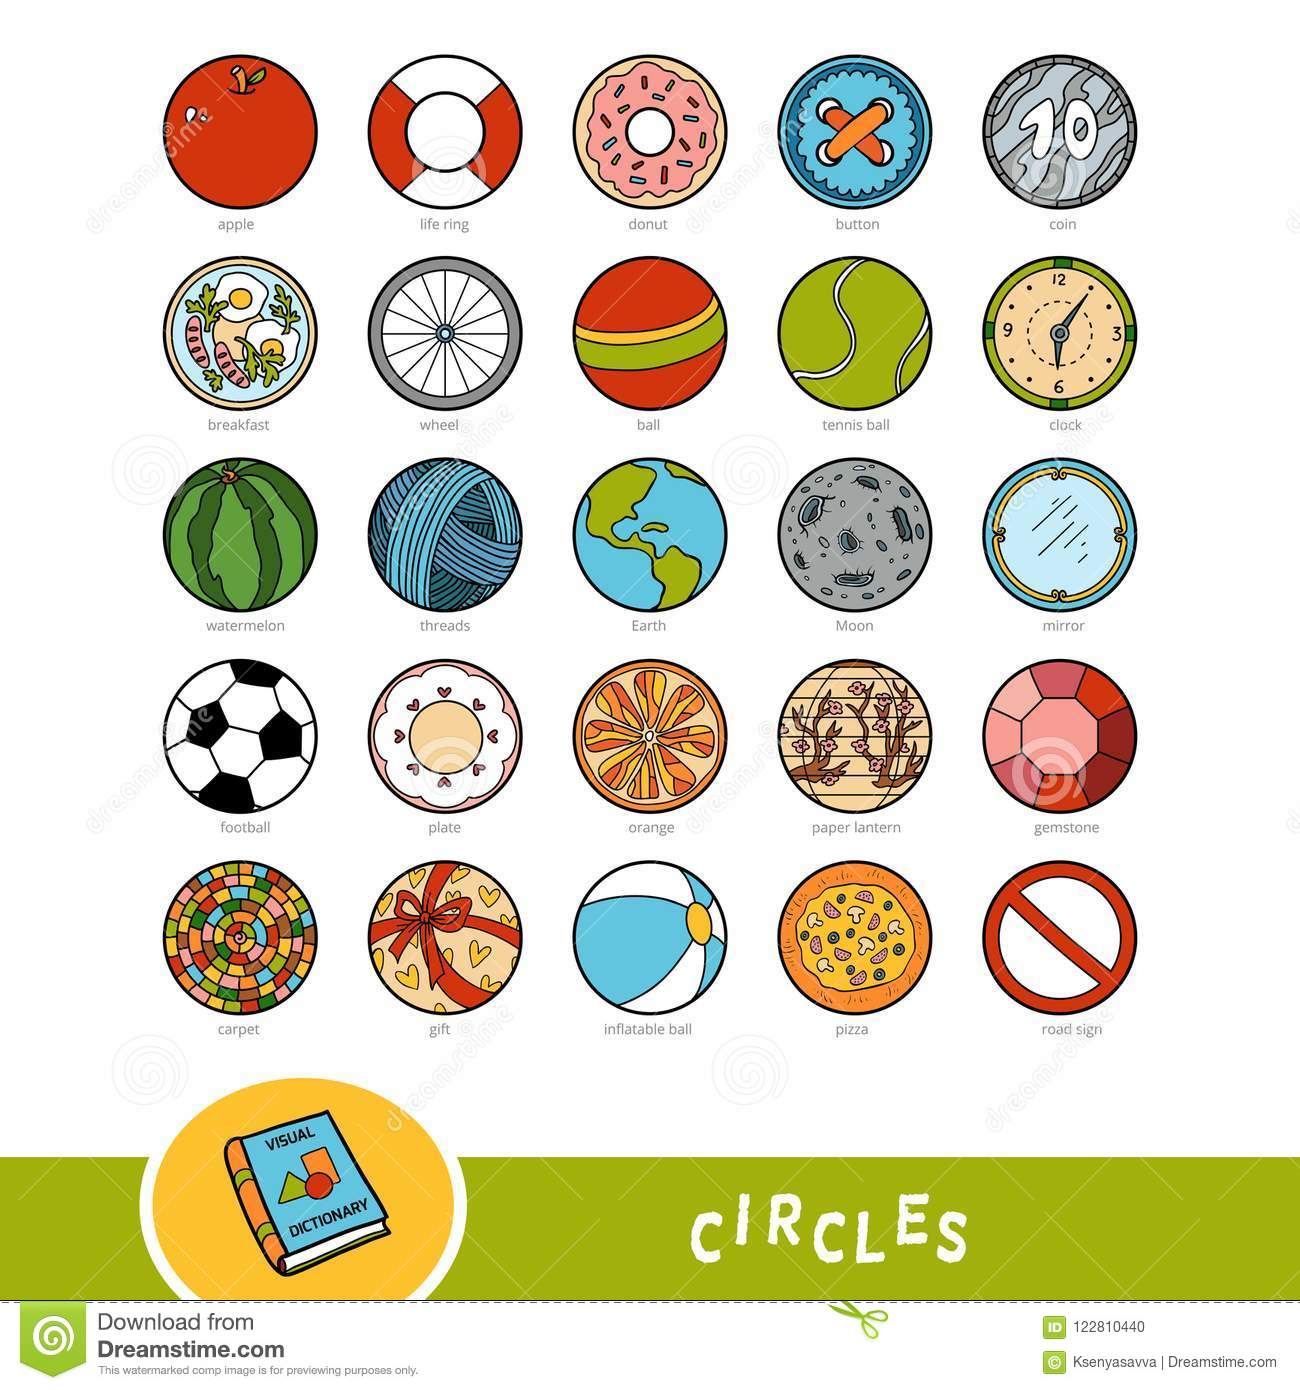 apple life ring donut button 10 coin
12
9 3
6
breakfast wheel ball tennis ball clock
watermelon threads Earth Moon mirror
football plate orange paper lantern gemstone
carpet gift inflatable ball pizza road sign
VISUAL
DICTIONARY
CIRCLES
Download from
Dreamstime.com
This watermarked comp image is for previewing purposes only.
ID 122810440
© Ksenyasavva | Dreamstime.com